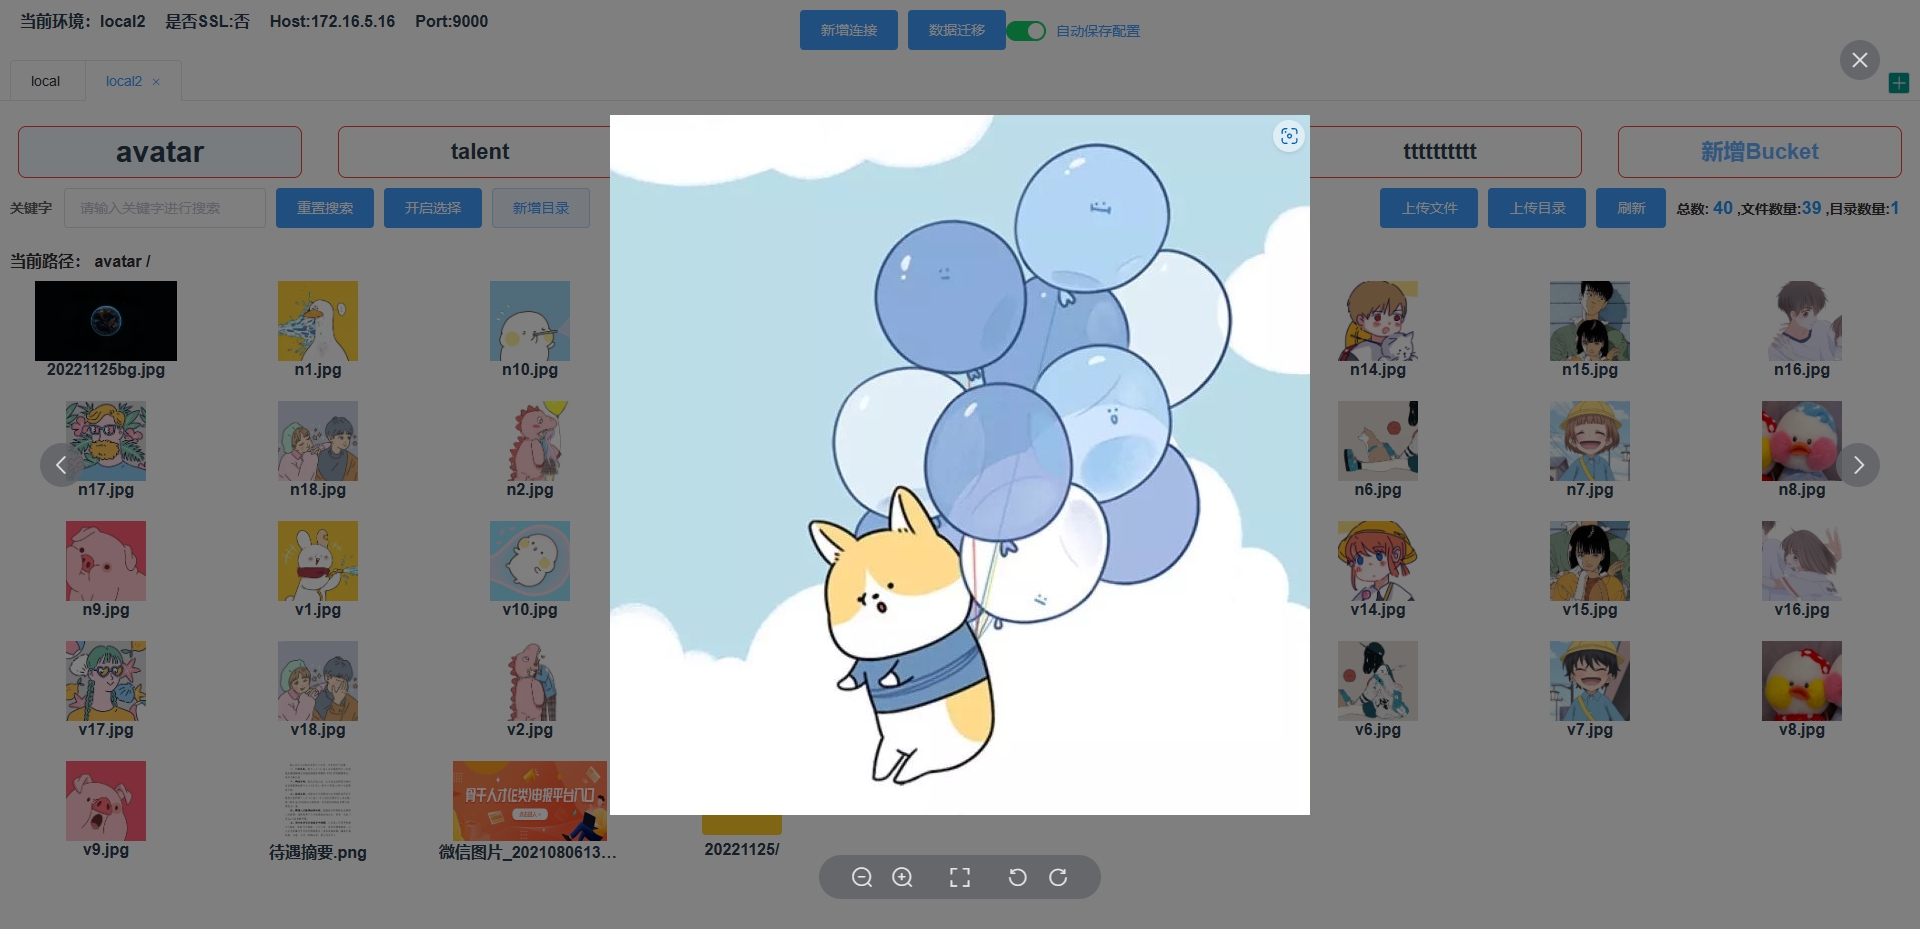 当前环境：local2 是否SSL:否 Host:172.16.5.16 Port:9000
新增连接 数据迁移 自动保存配置
local local2 ×
avatar talent tttttttttt 新增Bucket
关键字 请输入关键字进行搜索 重置搜索 开启选择 新增目录 上传文件 上传目录 刷新 总数: 40 ,文件数量:39 ,目录数量:1
当前路径： avatar /
20221125bg.jpg n1.jpg n10.jpg n14.jpg n15.jpg n16.jpg
n17.jpg n18.jpg n2.jpg n6.jpg n7.jpg n8.jpg
n9.jpg v1.jpg v10.jpg v14.jpg v15.jpg v16.jpg
v17.jpg v18.jpg v2.jpg v6.jpg v7.jpg v8.jpg
骨干人才(E类)申报平台入口
v9.jpg 待遇摘要.png 微信图片_2021080613... 20221125/